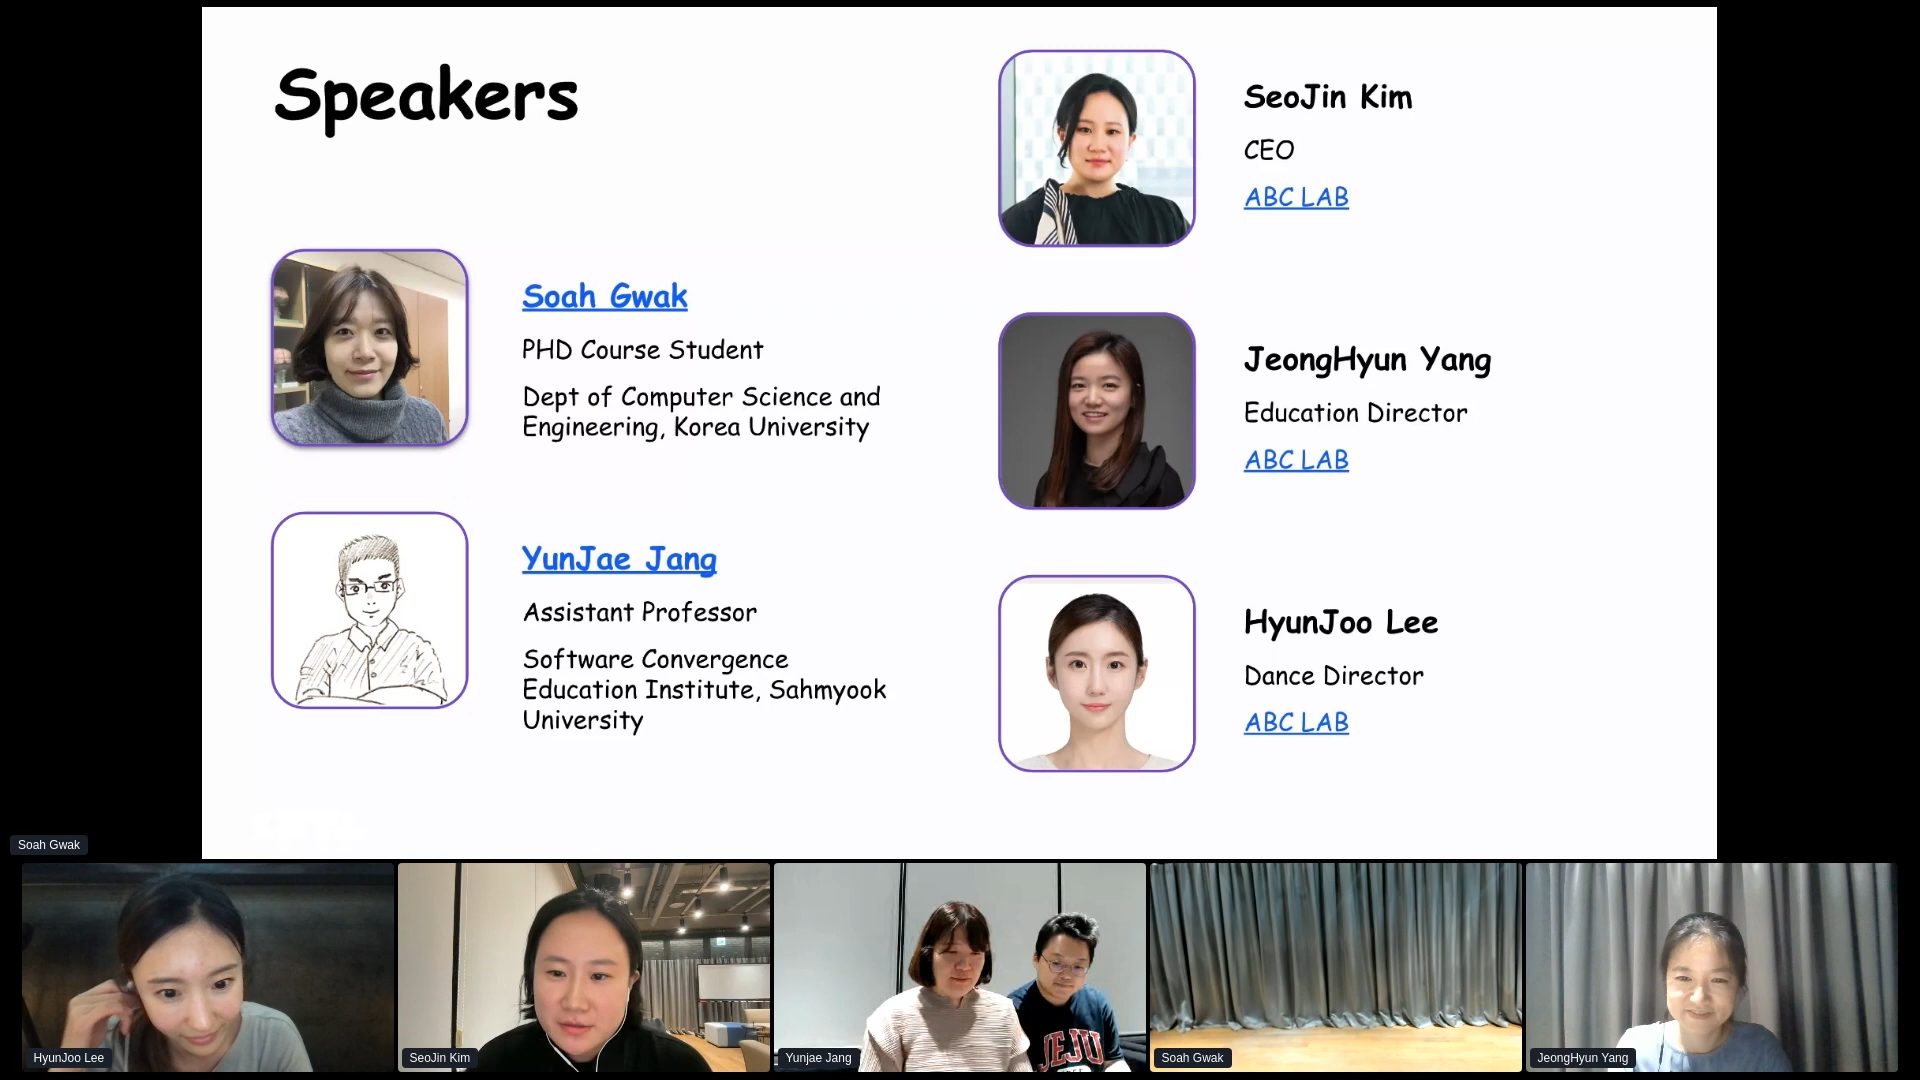 Speakers
Soah Gwak
PHD Course Student
Dept of Computer Science and
Engineering, Korea University
YunJae Jang
Assistant Professor
Software Convergence
Education Institute, Sahmyook
University
SeoJin Kim
CEO
ABC LAB
JeongHyun Yang
Education Director
ABC LAB
HyunJoo Lee
Dance Director
ABC LAB
Soah Gwak
HyunJoo Lee
SeoJin Kim
Yunjae Jang
JEJU
Soah Gwak
JeongHyun Yang